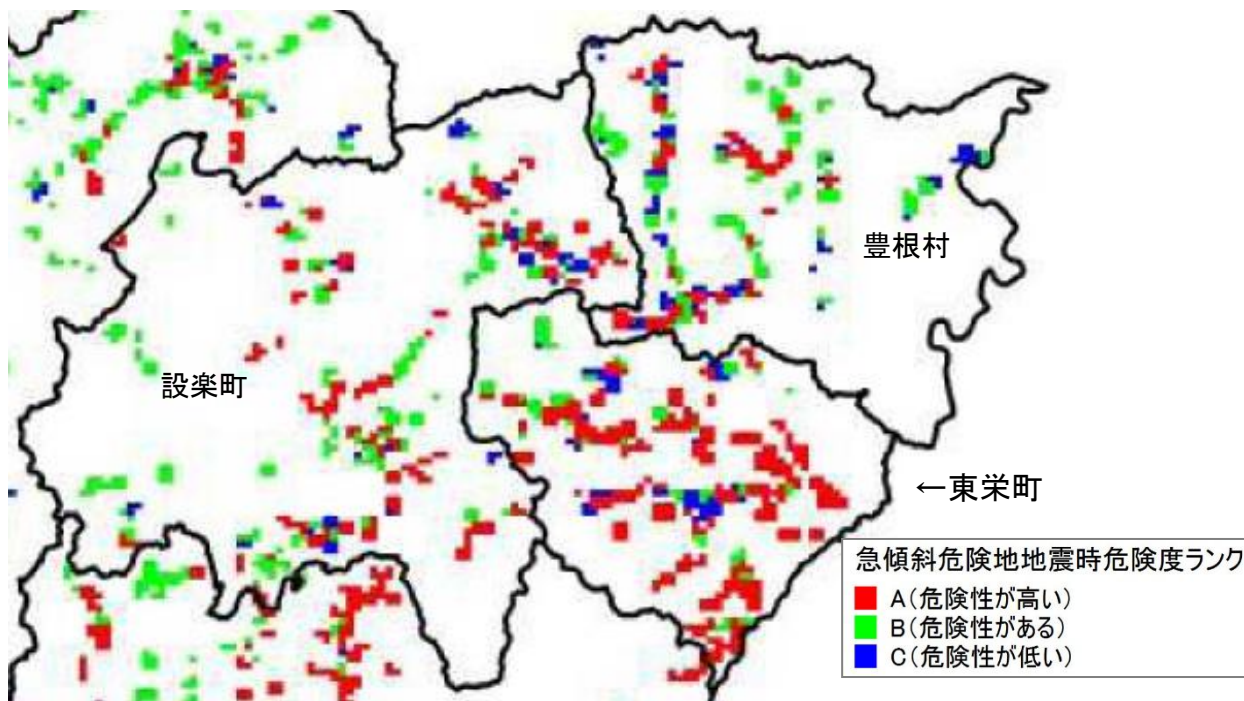 豊根村
設楽町
←東栄町
急傾斜危険地地震時危険度ランク
A(危険性が高い)
B(危険性がある)
C(危険性が低い)